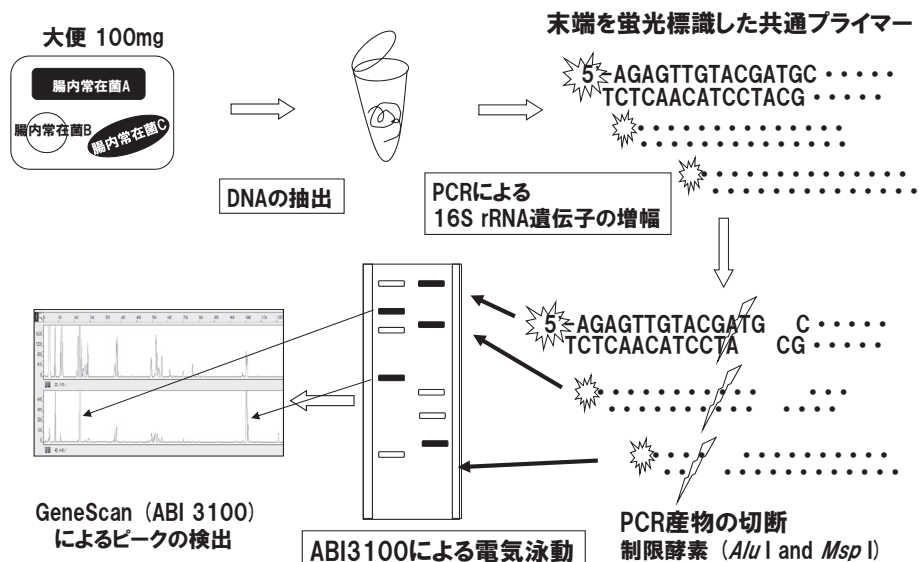 大便 100mg
腸内常在菌A
腸内常在菌B
腸内常在菌C
DNAの抽出
末端を蛍光標識した共通プライマー
5'-AGAGTTGTACGATGC・・・・・
TCTCAACATCCTACG・・・・・
PCRによる
16S rRNA遺伝子の増幅
5'-AGAGTTGTACGATG C・・・・・
TCTCAACATCCTA CG・・・・・
PCR産物の切断
制限酵素 (Alu I and Msp I)
ABI3100による電気泳動
GeneScan (ABI 3100)
によるピークの検出